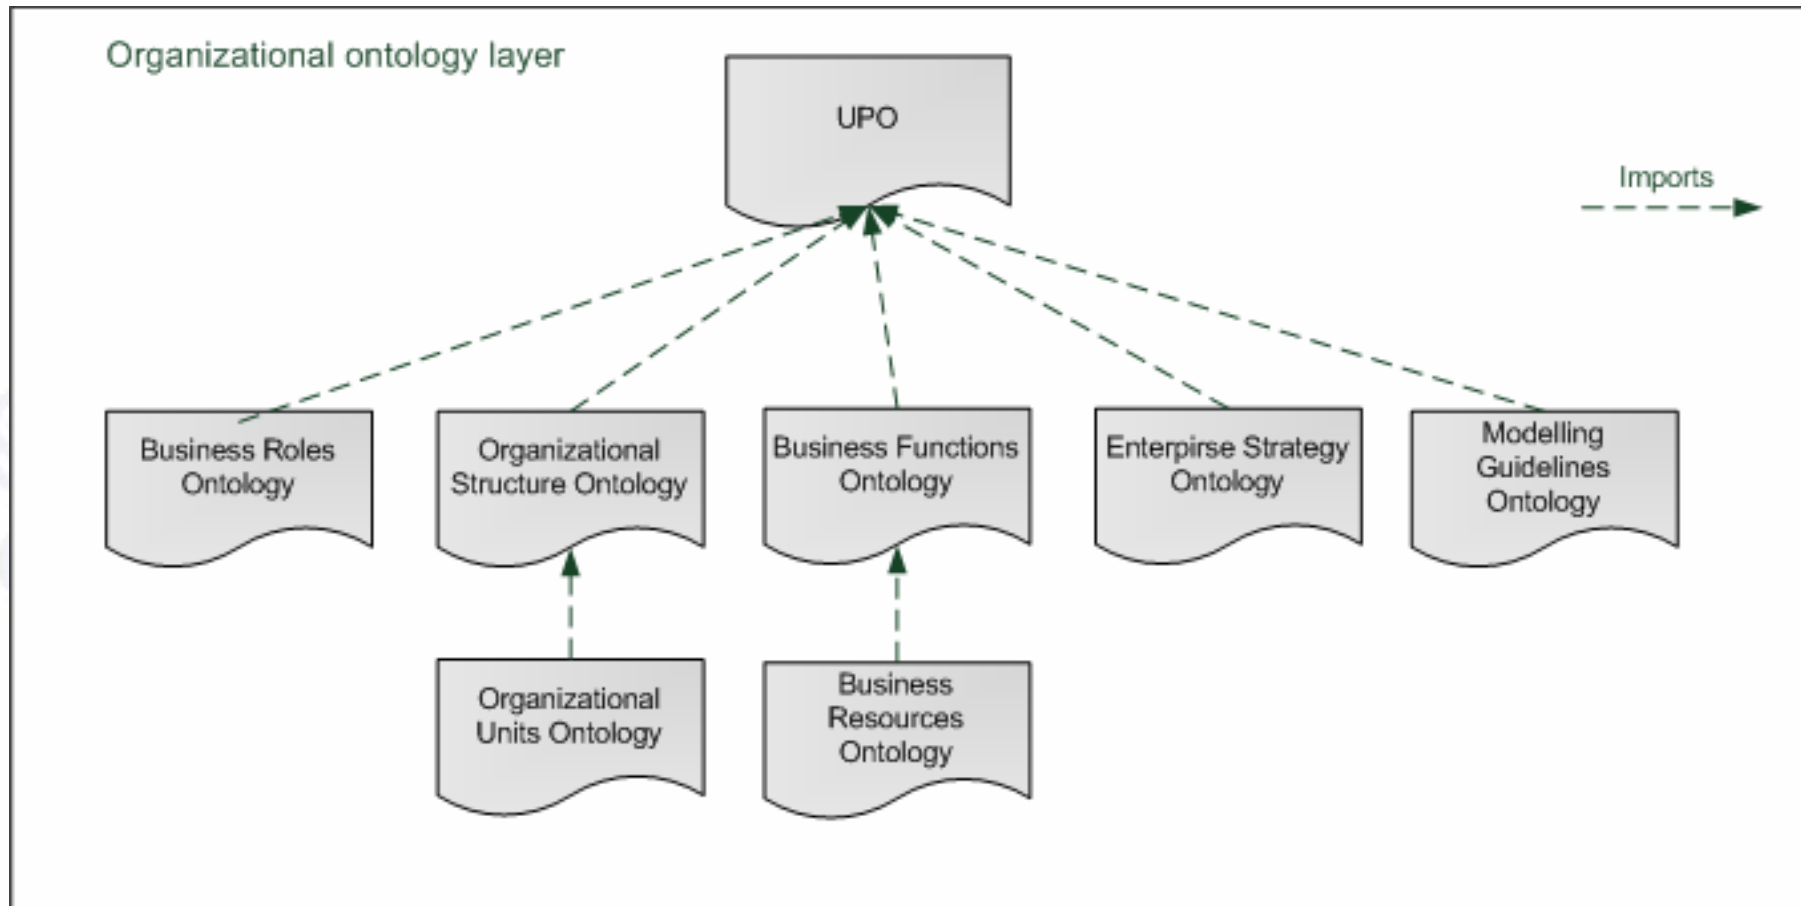 Organizational ontology layer
UPO
Imports
Business Roles
Ontology
Organizational
Structure Ontology
Business Functions
Ontology
Enterpirse Strategy
Ontology
Modelling
Guidelines
Ontology
Organizational
Units Ontology
Business
Resources
Ontology